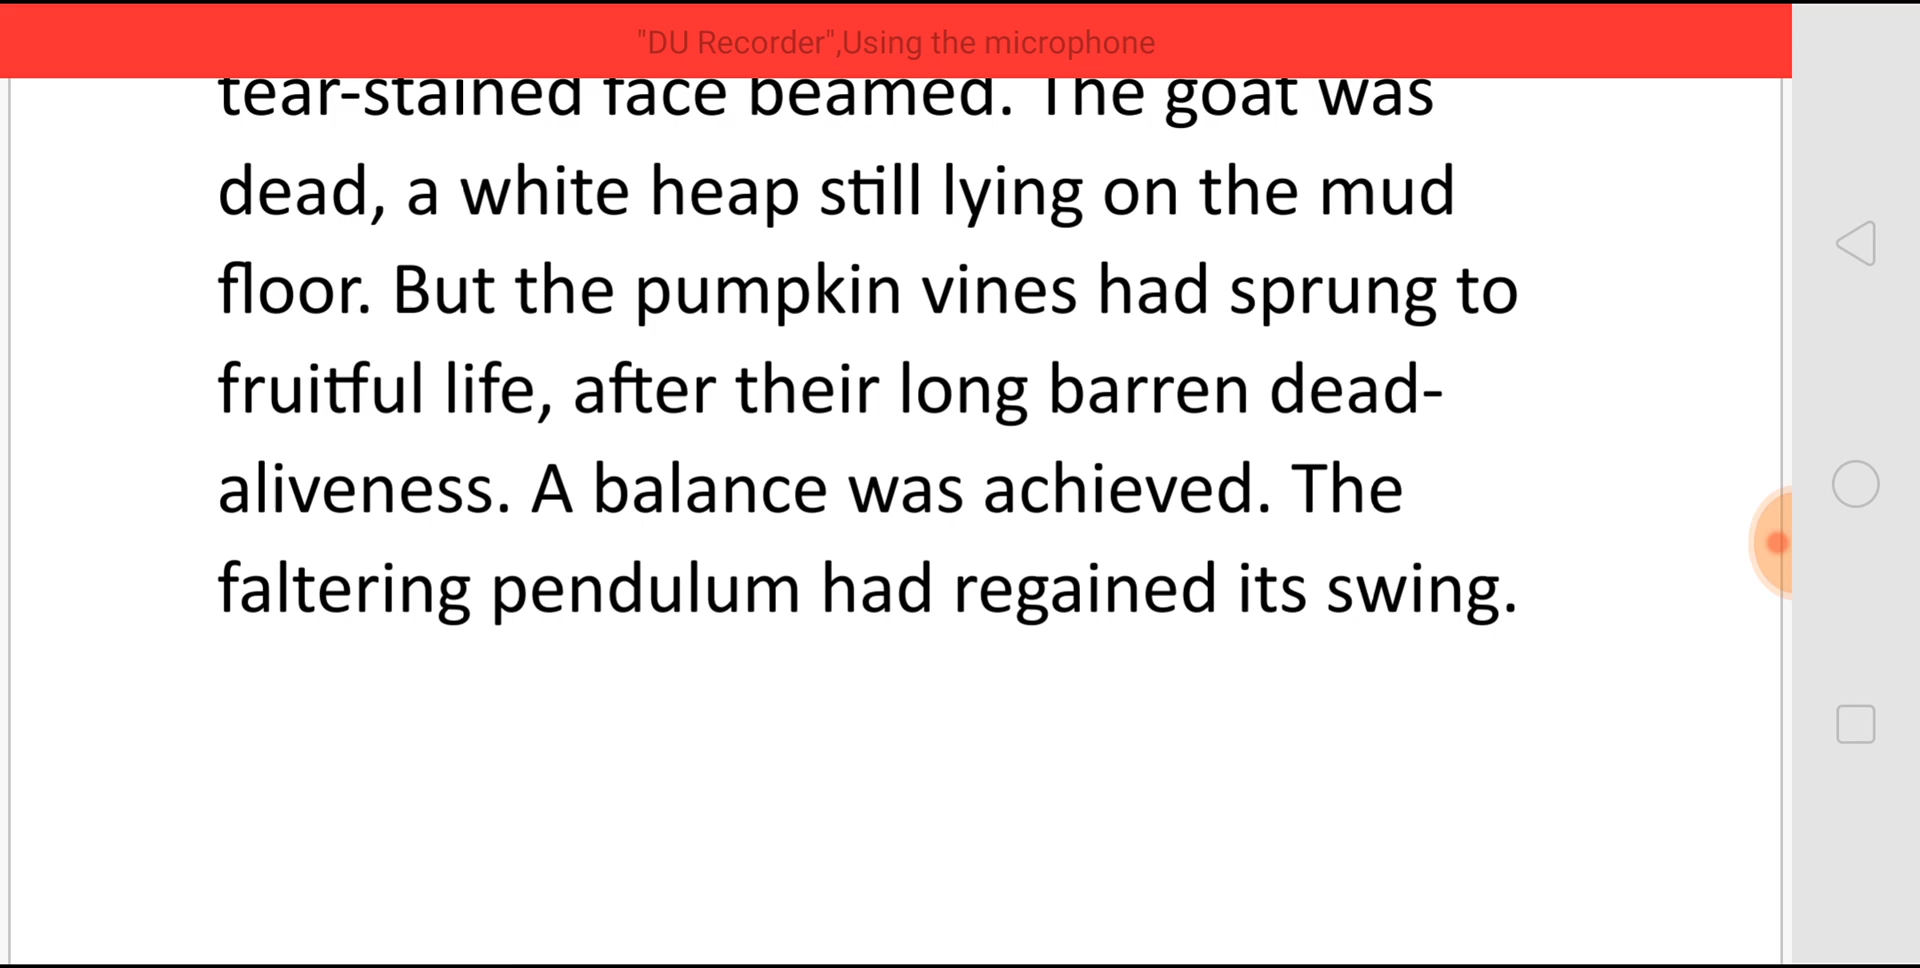 "DU Recorder",Using the microphone
tear-stained face beamed. The goat was
dead, a white heap still lying on the mud
floor. But the pumpkin vines had sprung to
fruitful life, after their long barren dead-
aliveness. A balance was achieved. The
faltering pendulum had regained its swing.